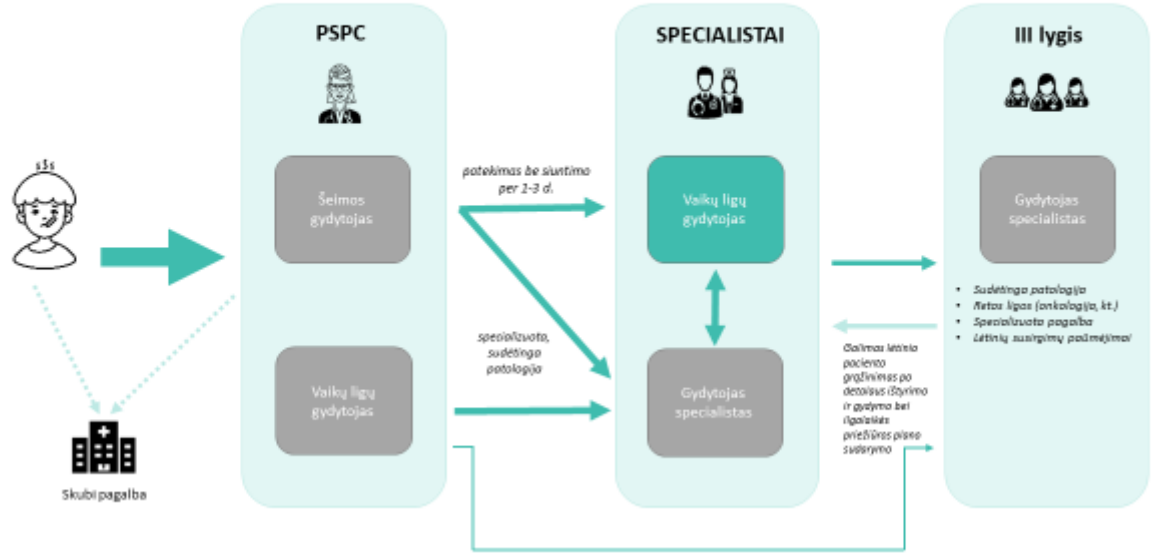 PSPC
SPECIALISTAI
III lygis
Šeimos
gydytojas
patekimas be siuntimo
per 1-3 d.
Vaikų ligų
gydytojas
Gydytojas
specialistas
• Sudėtinga patologija
• Retos ligos (onkologija, kt.)
• Specializuota pagalba
• Lėtinių susirgimų paūmėjimai
specializuota,
sudėtinga
patologija
Vaikų ligų
gydytojas
Gydytojas
specialistas
Galimas lėtinio
paciento
grąžinimas po
detalaus ištyrimo
ir gydymo bei
ilgalaikės
priežiūros plano
sudarymo
Skubi pagalba